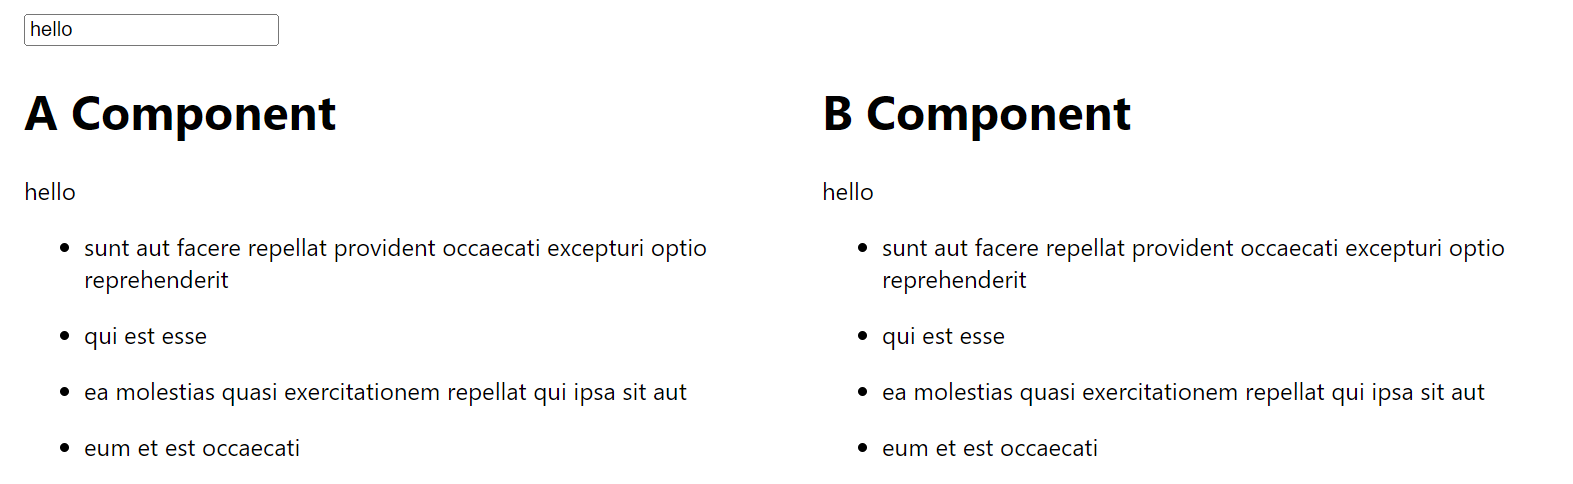 hello
A Component
hello
sunt aut facere repellat provident occaecati excepturi optio
reprehenderit
qui est esse
ea molestias quasi exercitationem repellat qui ipsa sit aut
eum et est occaecati
B Component
hello
sunt aut facere repellat provident occaecati excepturi optio
reprehenderit
qui est esse
ea molestias quasi exercitationem repellat qui ipsa sit aut
eum et est occaecati